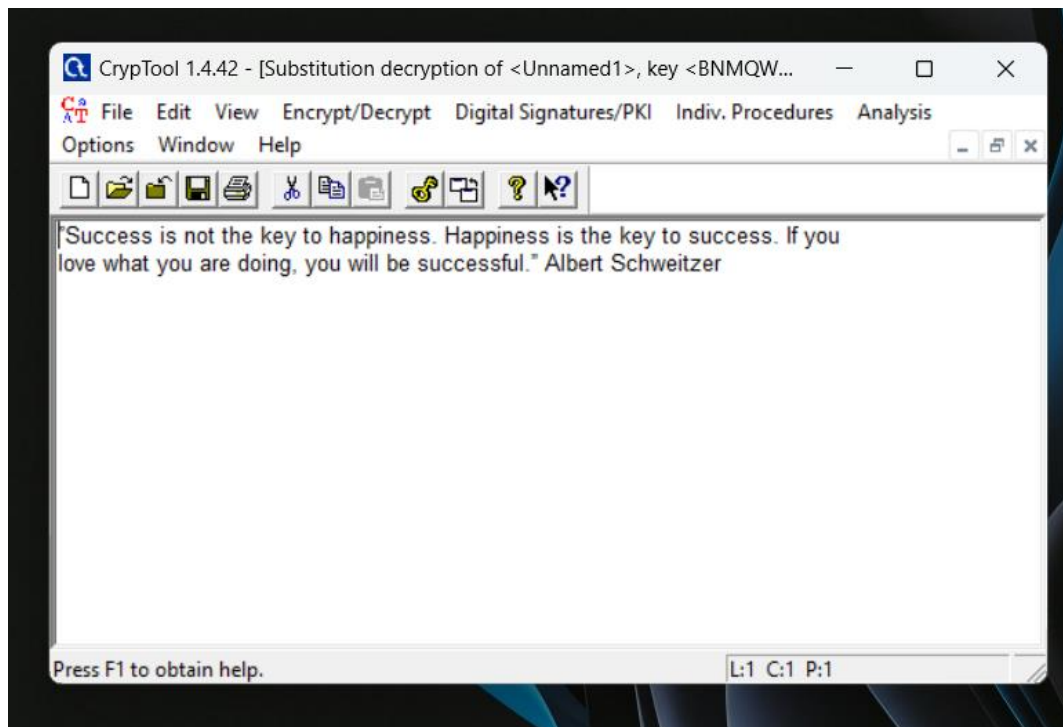 CrypTool 1.4.42 - [Substitution decryption of <Unnamed1>, key <BNMQW...
File Edit View Encrypt/Decrypt Digital Signatures/PKI Indiv. Procedures Analysis
Options Window Help
"Success is not the key to happiness. Happiness is the key to success. If you
love what you are doing, you will be successful." Albert Schweitzer
Press F1 to obtain help. L:1 C:1 P:1